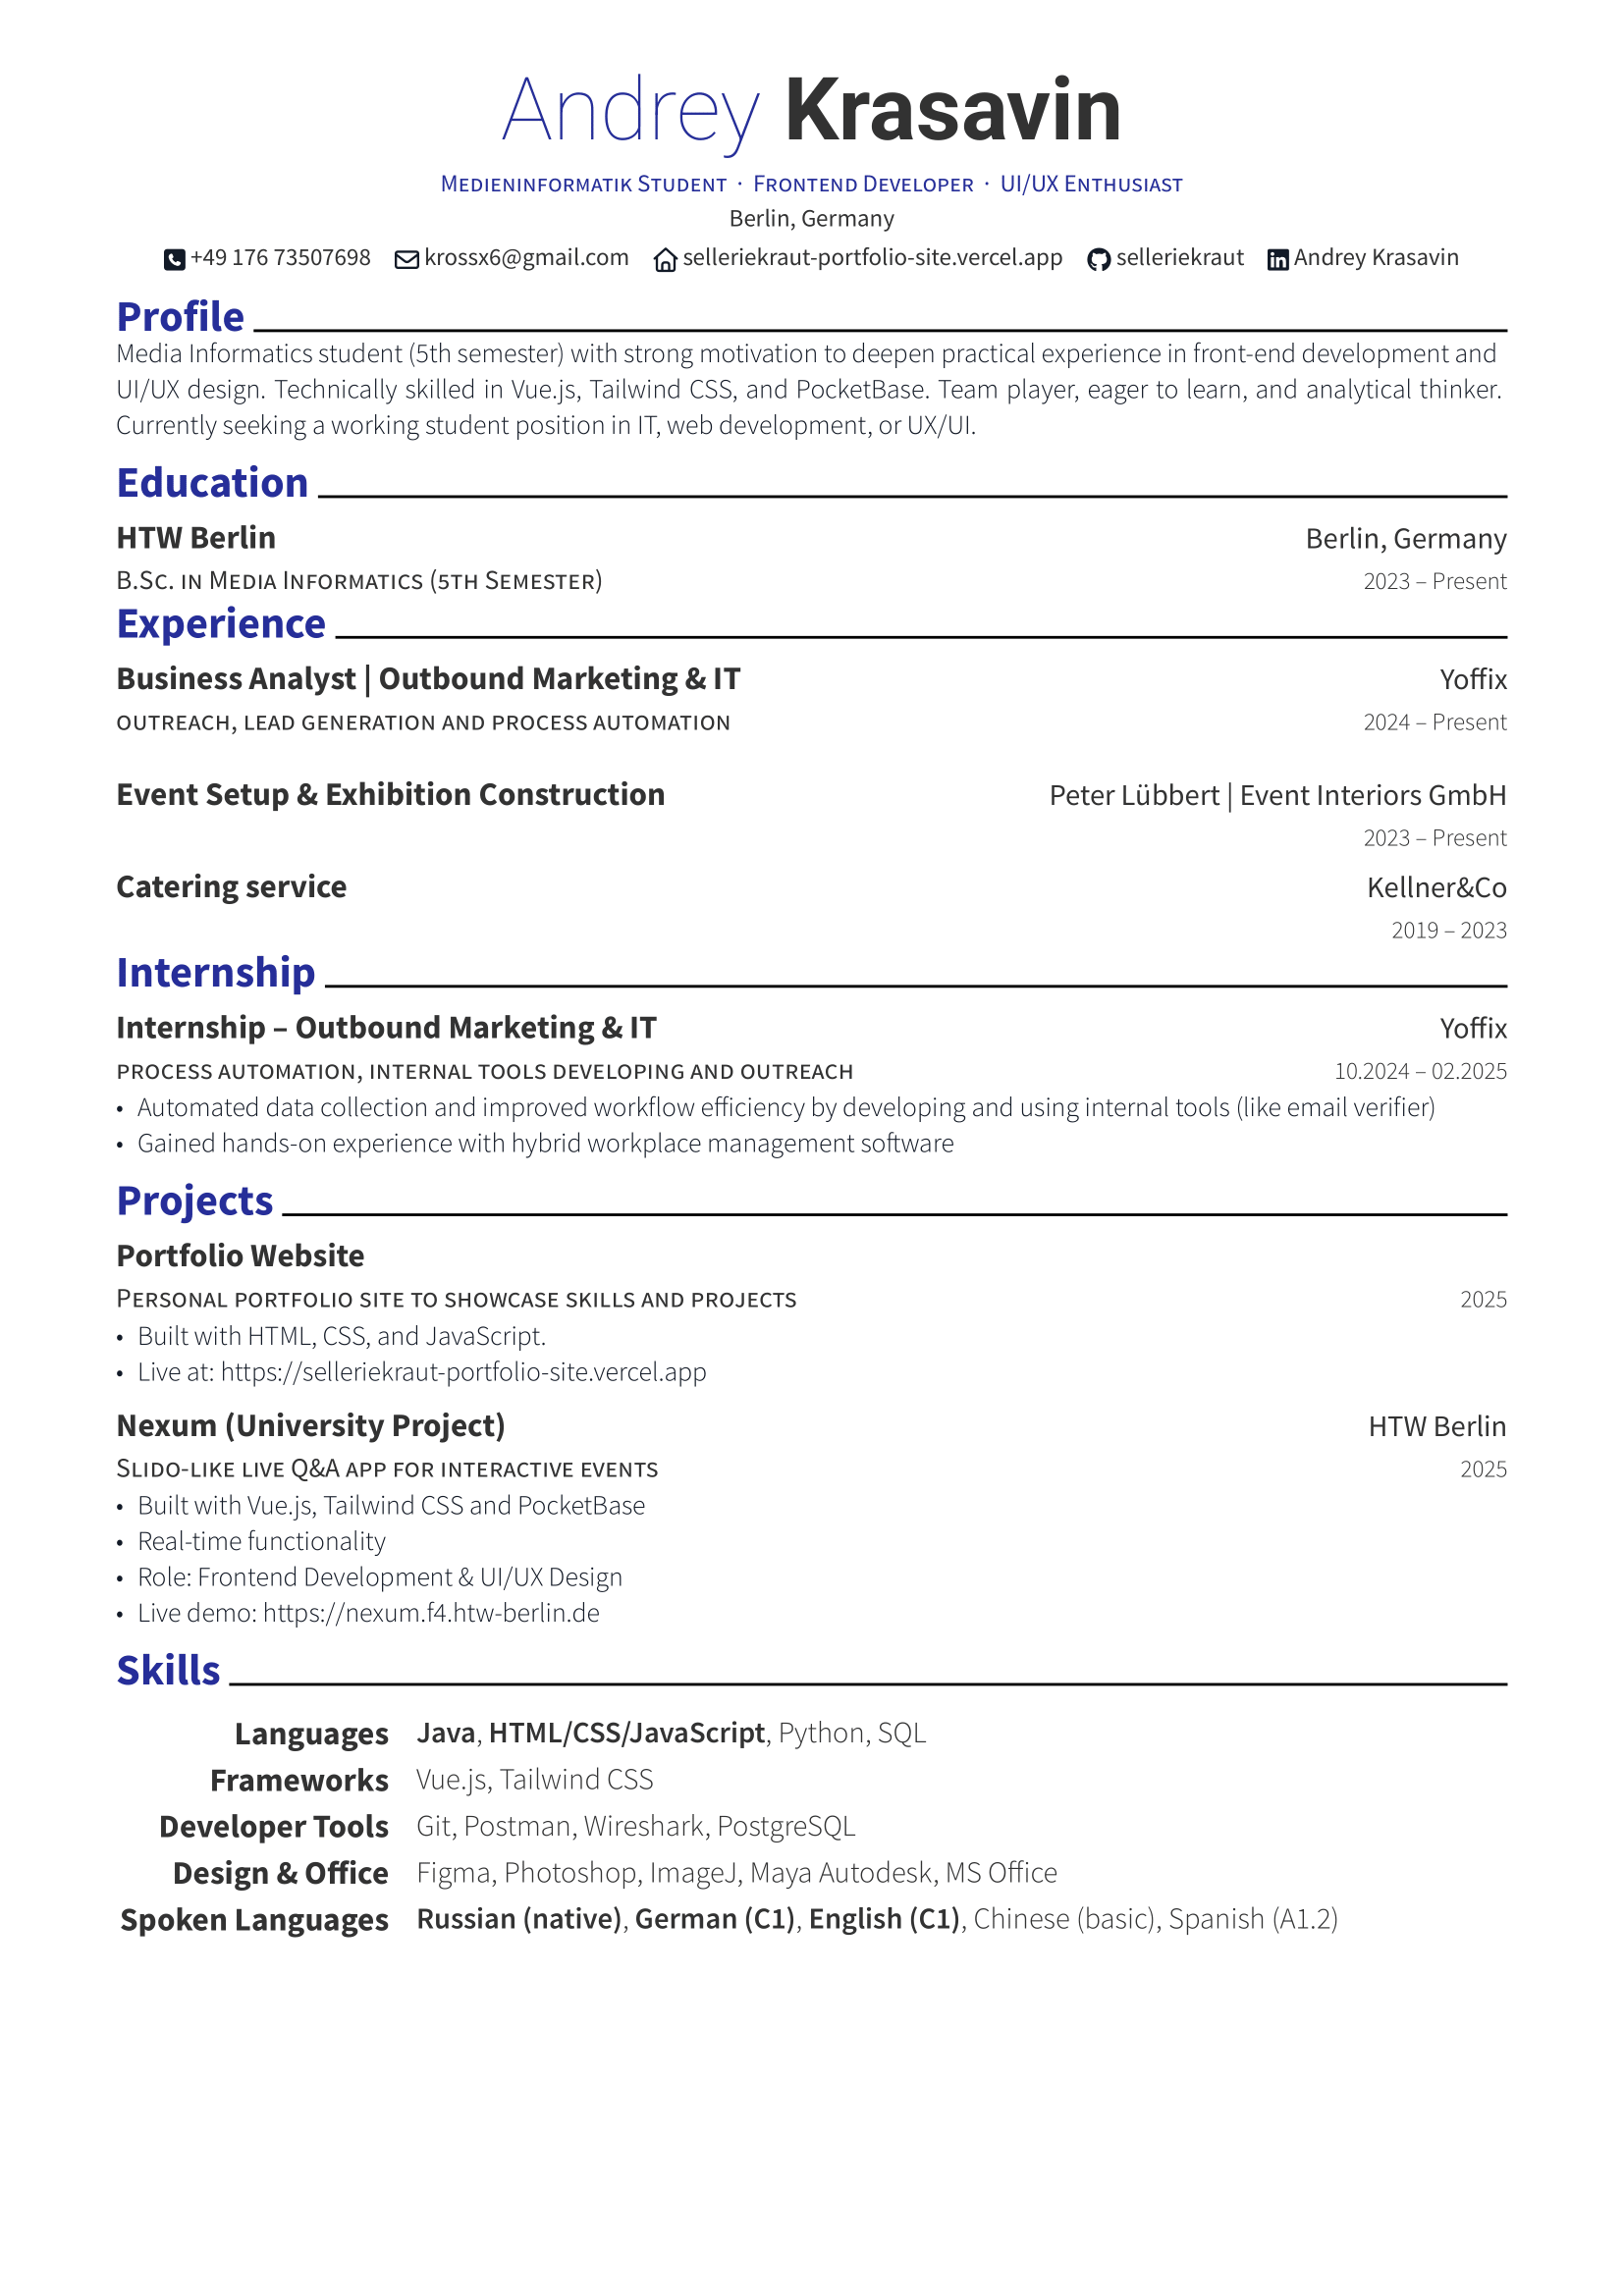 Andrey Krasavin
Medieninformatik Student · Frontend Developer · UI/UX Enthusiast
Berlin, Germany
+49 176 73507698 krossx6@gmail.com selleriekraut-portfolio-site.vercel.app selleriekraut Andrey Krasavin
Profile
Media Informatics student (5th semester) with strong motivation to deepen practical experience in front-end development and
UI/UX design. Technically skilled in Vue.js, Tailwind CSS, and PocketBase. Team player, eager to learn, and analytical thinker.
Currently seeking a working student position in IT, web development, or UX/UI.
Education
HTW Berlin Berlin, Germany
B.Sc. in Media Informatics (5th Semester) 2023 – Present
Experience
Business Analyst | Outbound Marketing & IT Yoffix
outreach, lead generation and process automation 2024 – Present
Event Setup & Exhibition Construction Peter Lübbert | Event Interiors GmbH
2023 – Present
Catering service Kellner&Co
2019 – 2023
Internship
Internship – Outbound Marketing & IT Yoffix
process automation, internal tools developing and outreach 10.2024 – 02.2025
• Automated data collection and improved workflow efficiency by developing and using internal tools (like email verifier)
• Gained hands-on experience with hybrid workplace management software
Projects
Portfolio Website
Personal portfolio site to showcase skills and projects 2025
• Built with HTML, CSS, and JavaScript.
• Live at: https://selleriekraut-portfolio-site.vercel.app
Nexum (University Project) HTW Berlin
Slido-like live Q&A app for interactive events 2025
• Built with Vue.js, Tailwind CSS and PocketBase
• Real-time functionality
• Role: Frontend Development & UI/UX Design
• Live demo: https://nexum.f4.htw-berlin.de
Skills
Languages Java, HTML/CSS/JavaScript, Python, SQL
Frameworks Vue.js, Tailwind CSS
Developer Tools Git, Postman, Wireshark, PostgreSQL
Design & Office Figma, Photoshop, ImageJ, Maya Autodesk, MS Office
Spoken Languages Russian (native), German (C1), English (C1), Chinese (basic), Spanish (A1.2)